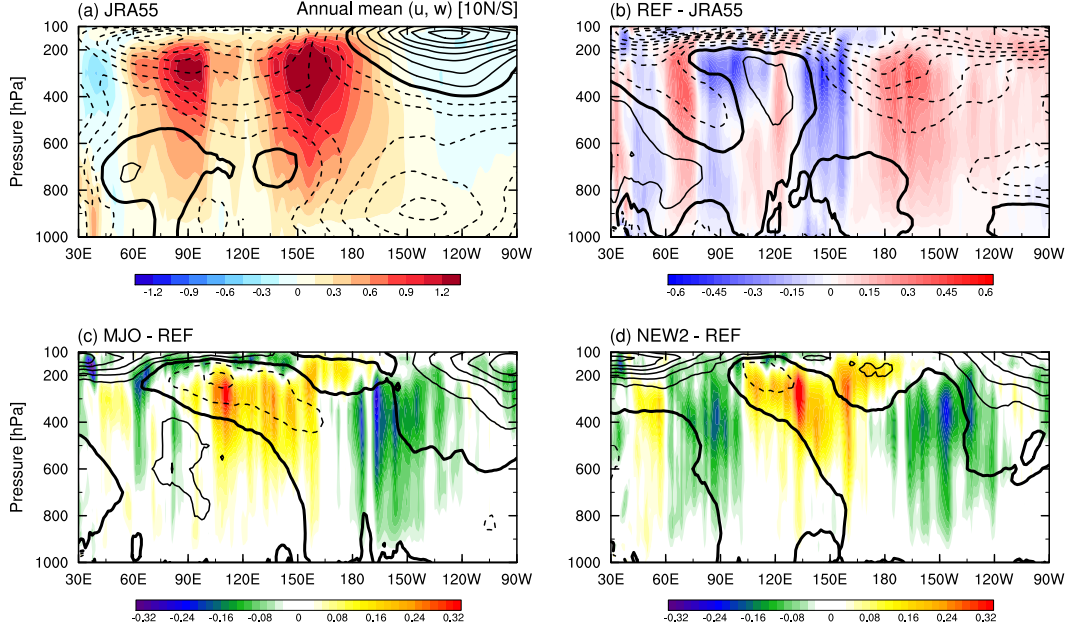 (a) JRA55 Annual mean (u, w) [10N/S]
Pressure [hPa]
100
200
400
600
800
1000
30E 60E 90E 120E 150E 180 150W 120W 90W
-1.2 -0.9 -0.6 -0.3 0 0.3 0.6 0.9 1.2
(b) REF - JRA55
100
200
400
600
800
1000
30E 60E 90E 120E 150E 180 150W 120W 90W
-0.6 -0.45 -0.3 -0.15 0 0.15 0.3 0.45 0.6
(c) MJO - REF
Pressure [hPa]
100
200
400
600
800
1000
30E 60E 90E 120E 150E 180 150W 120W 90W
-0.32 -0.24 -0.16 -0.08 0 0.08 0.16 0.24 0.32
(d) NEW2 - REF
100
200
400
600
800
1000
30E 60E 90E 120E 150E 180 150W 120W 90W
-0.32 -0.24 -0.16 -0.08 0 0.08 0.16 0.24 0.32